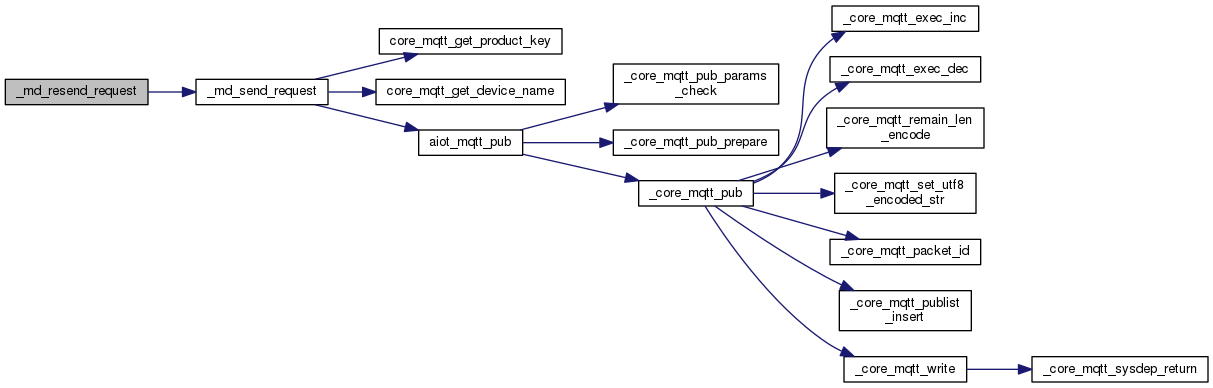 _md_resend_request
_md_send_request
core_mqtt_get_product_key
core_mqtt_get_device_name
aiot_mqtt_pub
_core_mqtt_pub_params
_check
_core_mqtt_pub_prepare
_core_mqtt_pub
_core_mqtt_exec_inc
_core_mqtt_exec_dec
_core_mqtt_remain_len
_encode
_core_mqtt_set_utf8
_encoded_str
_core_mqtt_packet_id
_core_mqtt_publist
_insert
_core_mqtt_write
_core_mqtt_sysdep_return